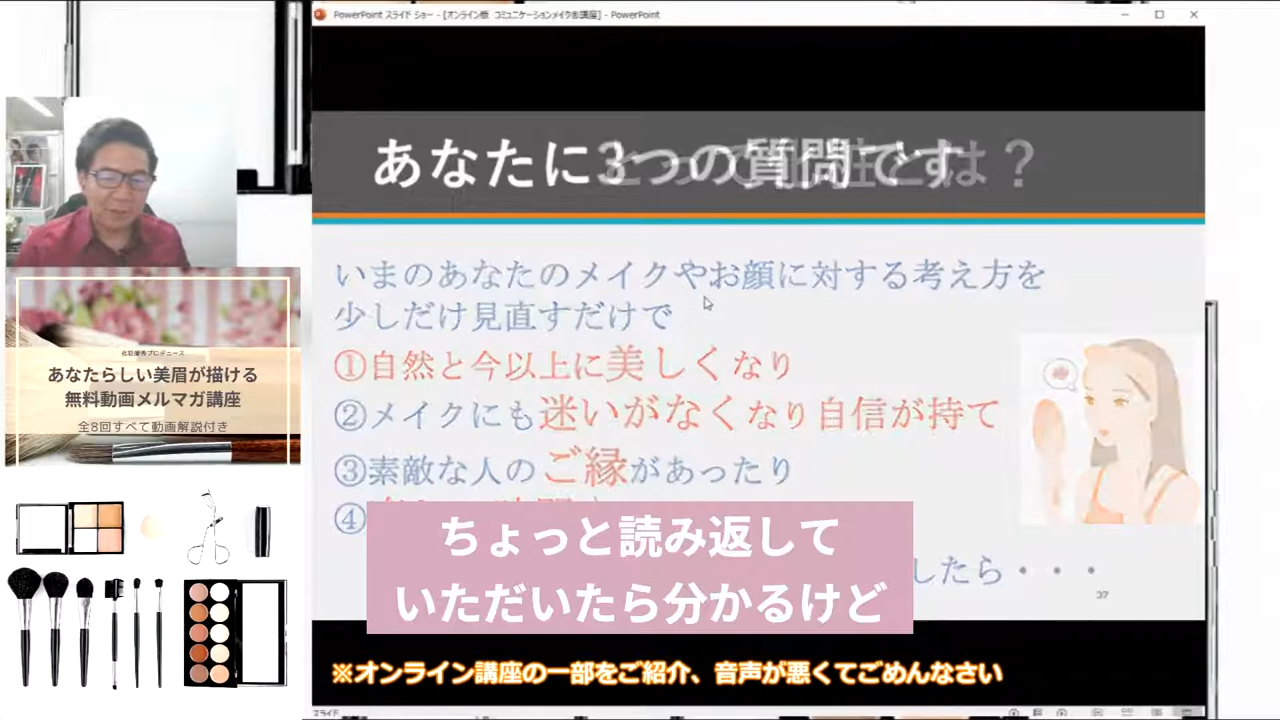 PowerPoint スライド ショー - [オンライン版 コミュニケーションメイク®講座] - PowerPoint
あなたに3つの質問です
とは？
いまのあなたのメイクやお顔に対する考え方を
少しだけ見直すだけで
①自然と今以上に美しくなり
②メイクにも迷いがなくなり自信が持て
③素敵な人のご縁があったり
④
したら・・・
37
ちょっと読み返して
いただいたら分かるけど
※オンライン講座の一部をご紹介、音声が悪くてごめんなさい
あなたらしい美眉が描ける
無料動画メルマガ講座
全8回すべて動画解説付き